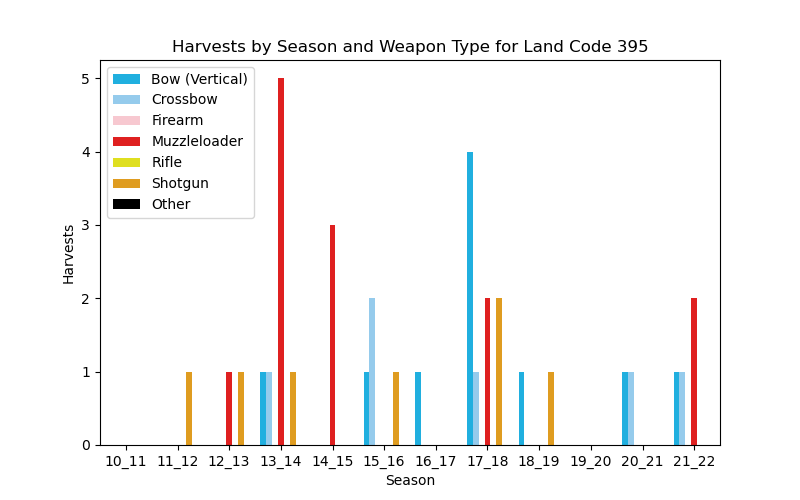 Harvests by Season and Weapon Type for Land Code 395
Bow (Vertical)
Crossbow
Firearm
Muzzleloader
Rifle
Shotgun
Other
Harvests
5
4
3
2
1
0
10_11 11_12 12_13 13_14 14_15 15_16 16_17 17_18 18_19 19_20 20_21 21_22
Season